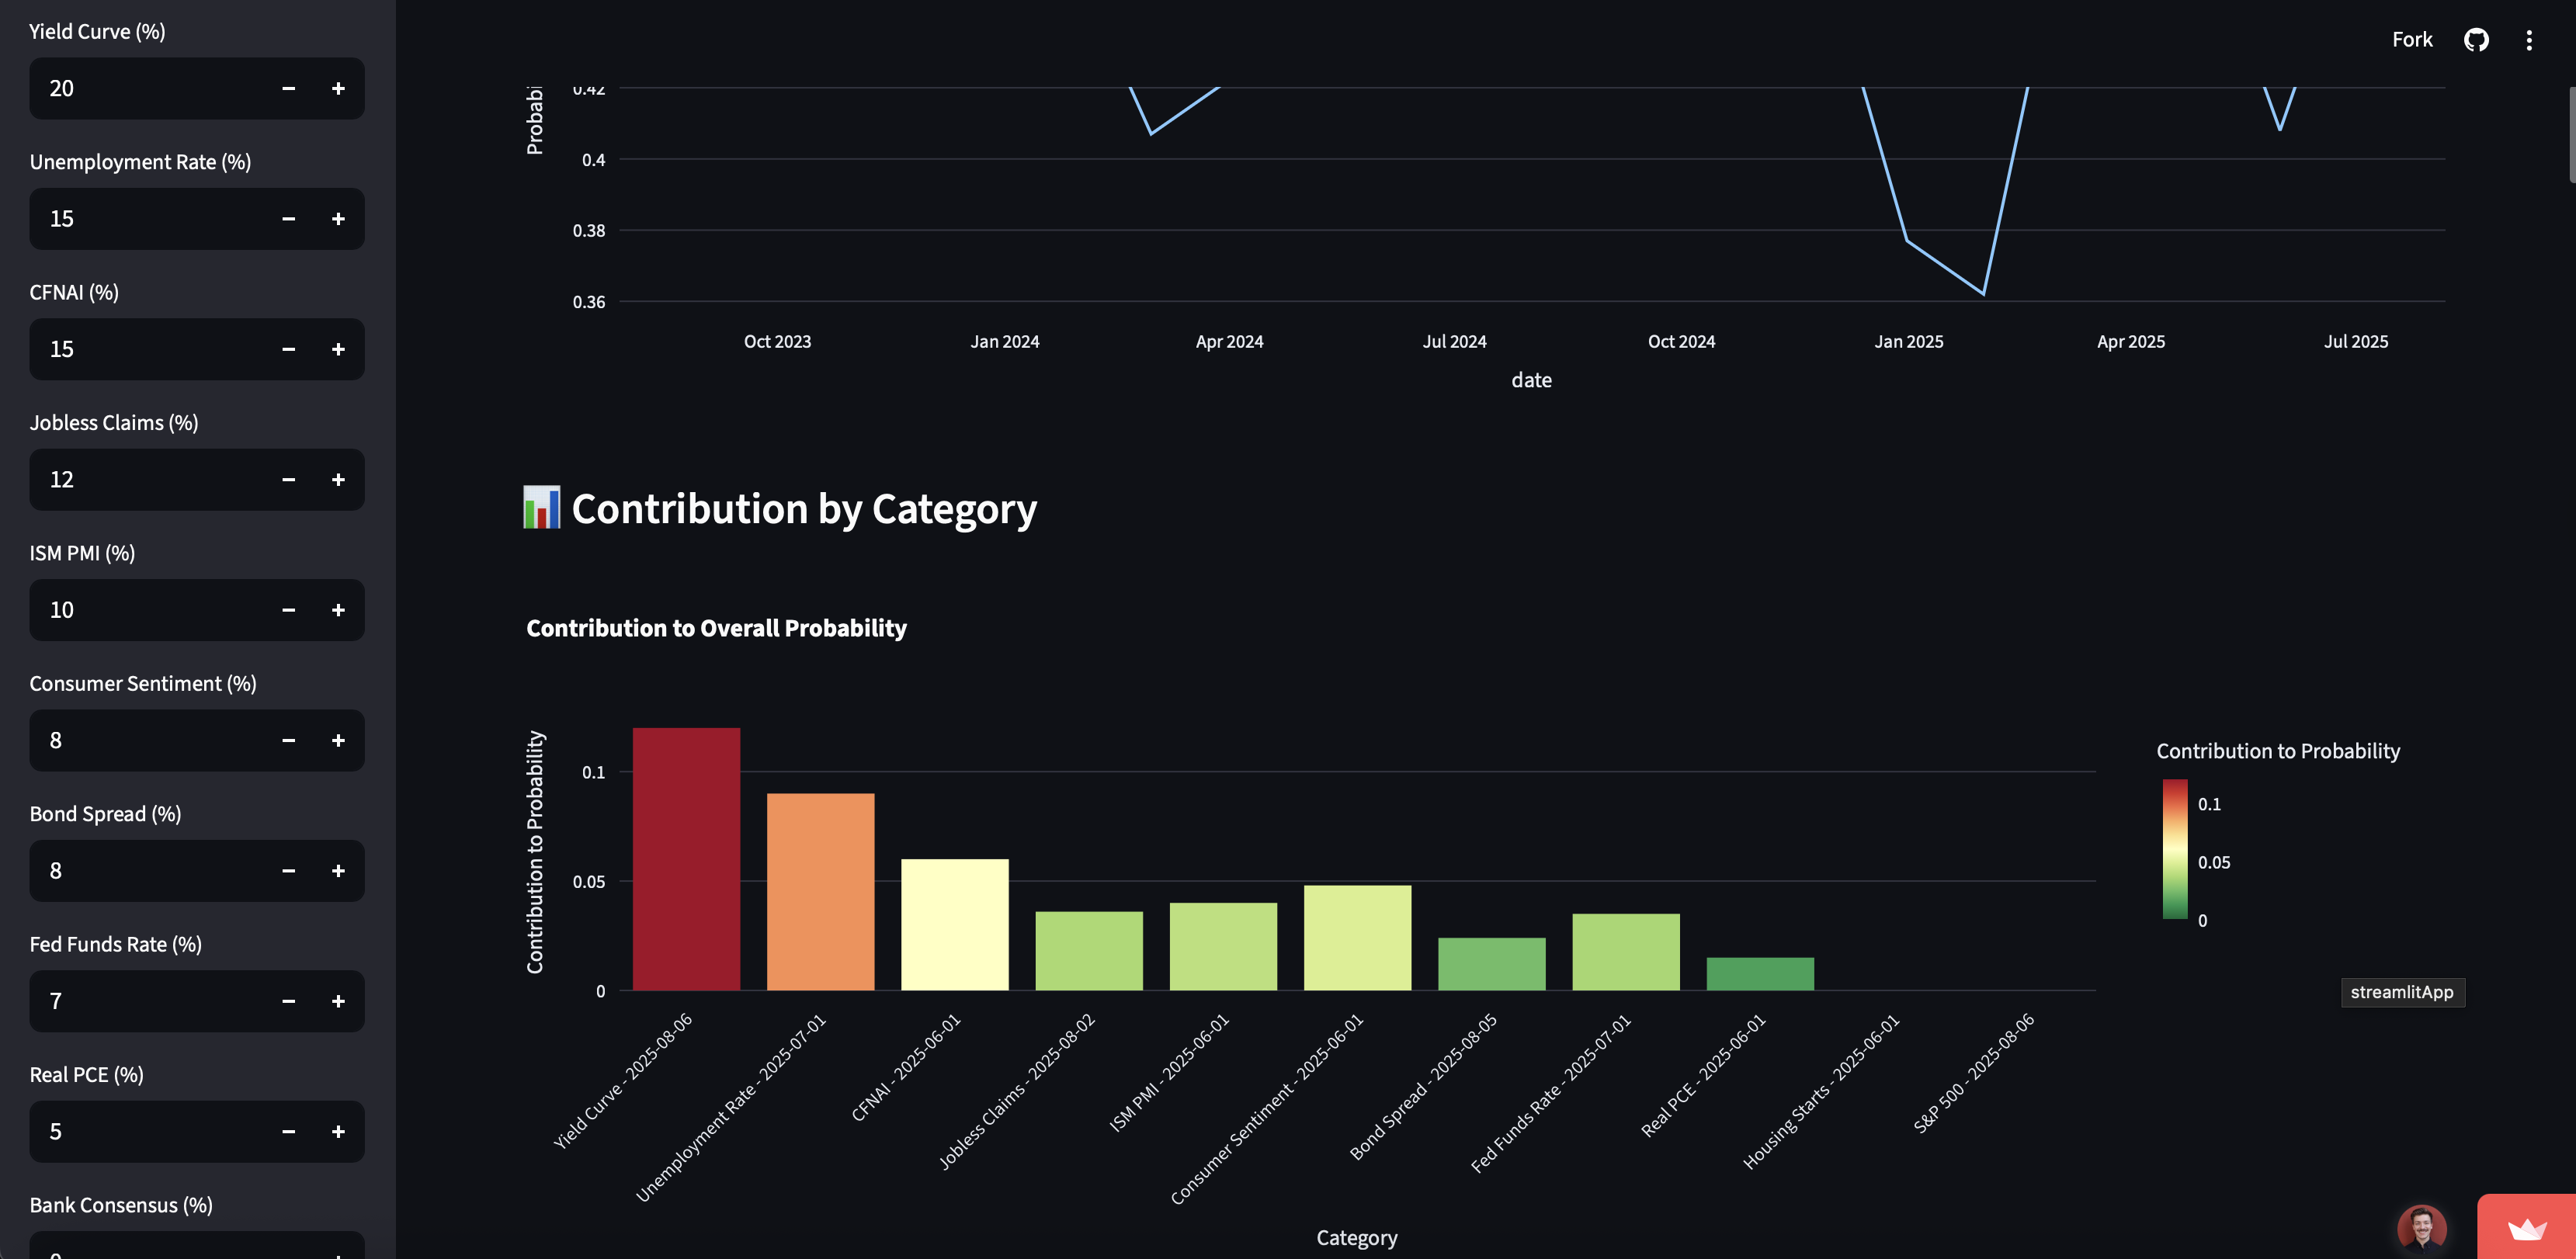 Yield Curve (%)
20
Unemployment Rate (%)
15
CFNAI (%)
15
Jobless Claims (%)
12
ISM PMI (%)
10
Consumer Sentiment (%)
8
Bond Spread (%)
8
Fed Funds Rate (%)
7
Real PCE (%)
5
Bank Consensus (%)
Fork
Probabi
0.42
0.4
0.38
0.36
Oct 2023
Jan 2024
Apr 2024
Jul 2024
Oct 2024
Jan 2025
Apr 2025
Jul 2025
date
Contribution by Category
Contribution to Overall Probability
Contribution to Probability
0.1
0.05
0
Yield Curve - 2025-08-06
Unemployment Rate - 2025-07-01
CFNAI - 2025-06-01
Jobless Claims - 2025-08-02
ISM PMI - 2025-06-01
Consumer Sentiment - 2025-06-01
Bond Spread - 2025-08-05
Fed Funds Rate - 2025-07-01
Real PCE - 2025-06-01
Housing Starts - 2025-06-01
S&P 500 - 2025-08-06
Category
Contribution to Probability
0.1
0.05
0
streamlitApp